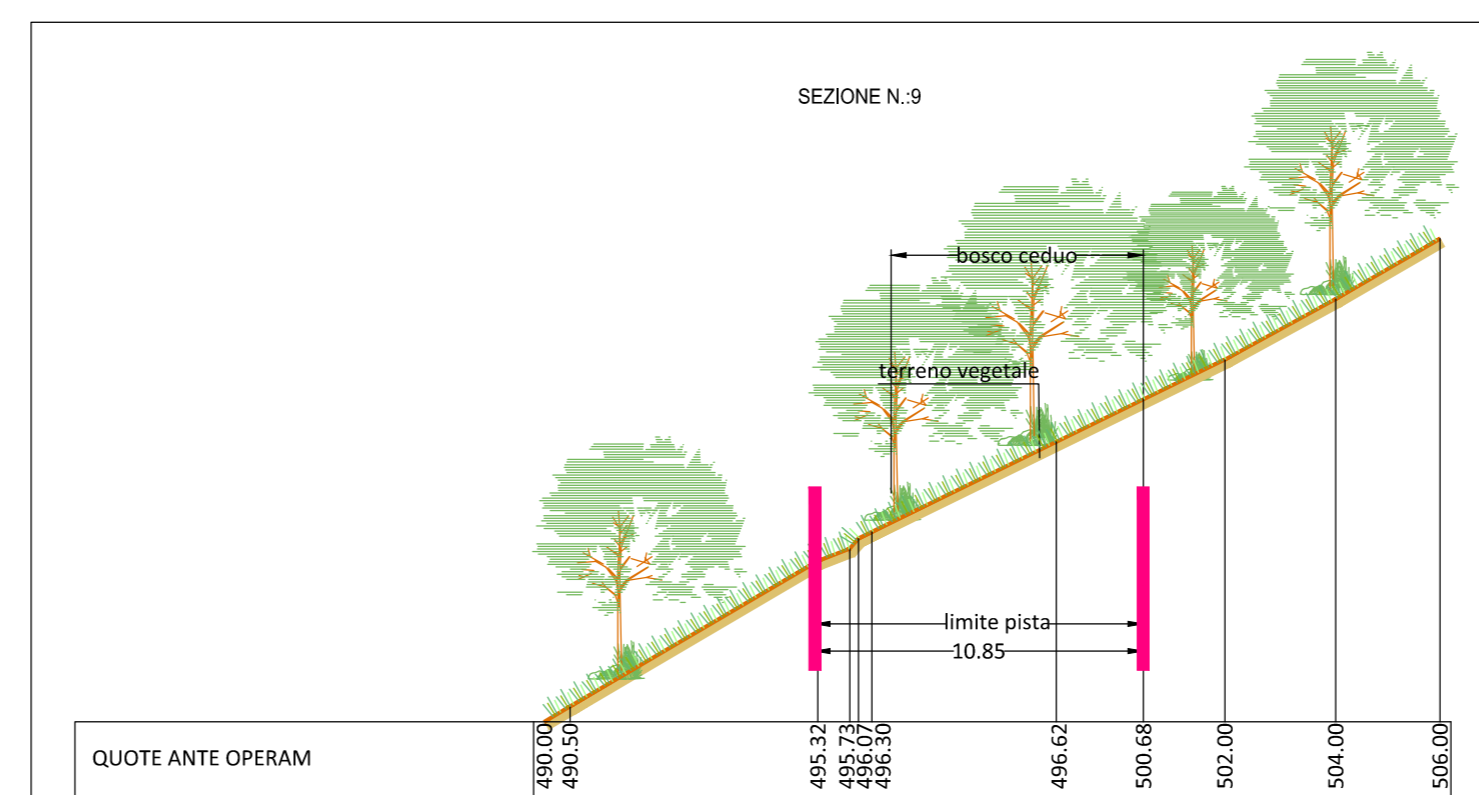 SEZIONE N.:9
bosco ceduo
terreno vegetale
limite pista
10.85
QUOTE ANTE OPERAM
490.00
490.50
495.32
495.73
496.07
496.30
496.62
500.68
502.00
504.00
506.00